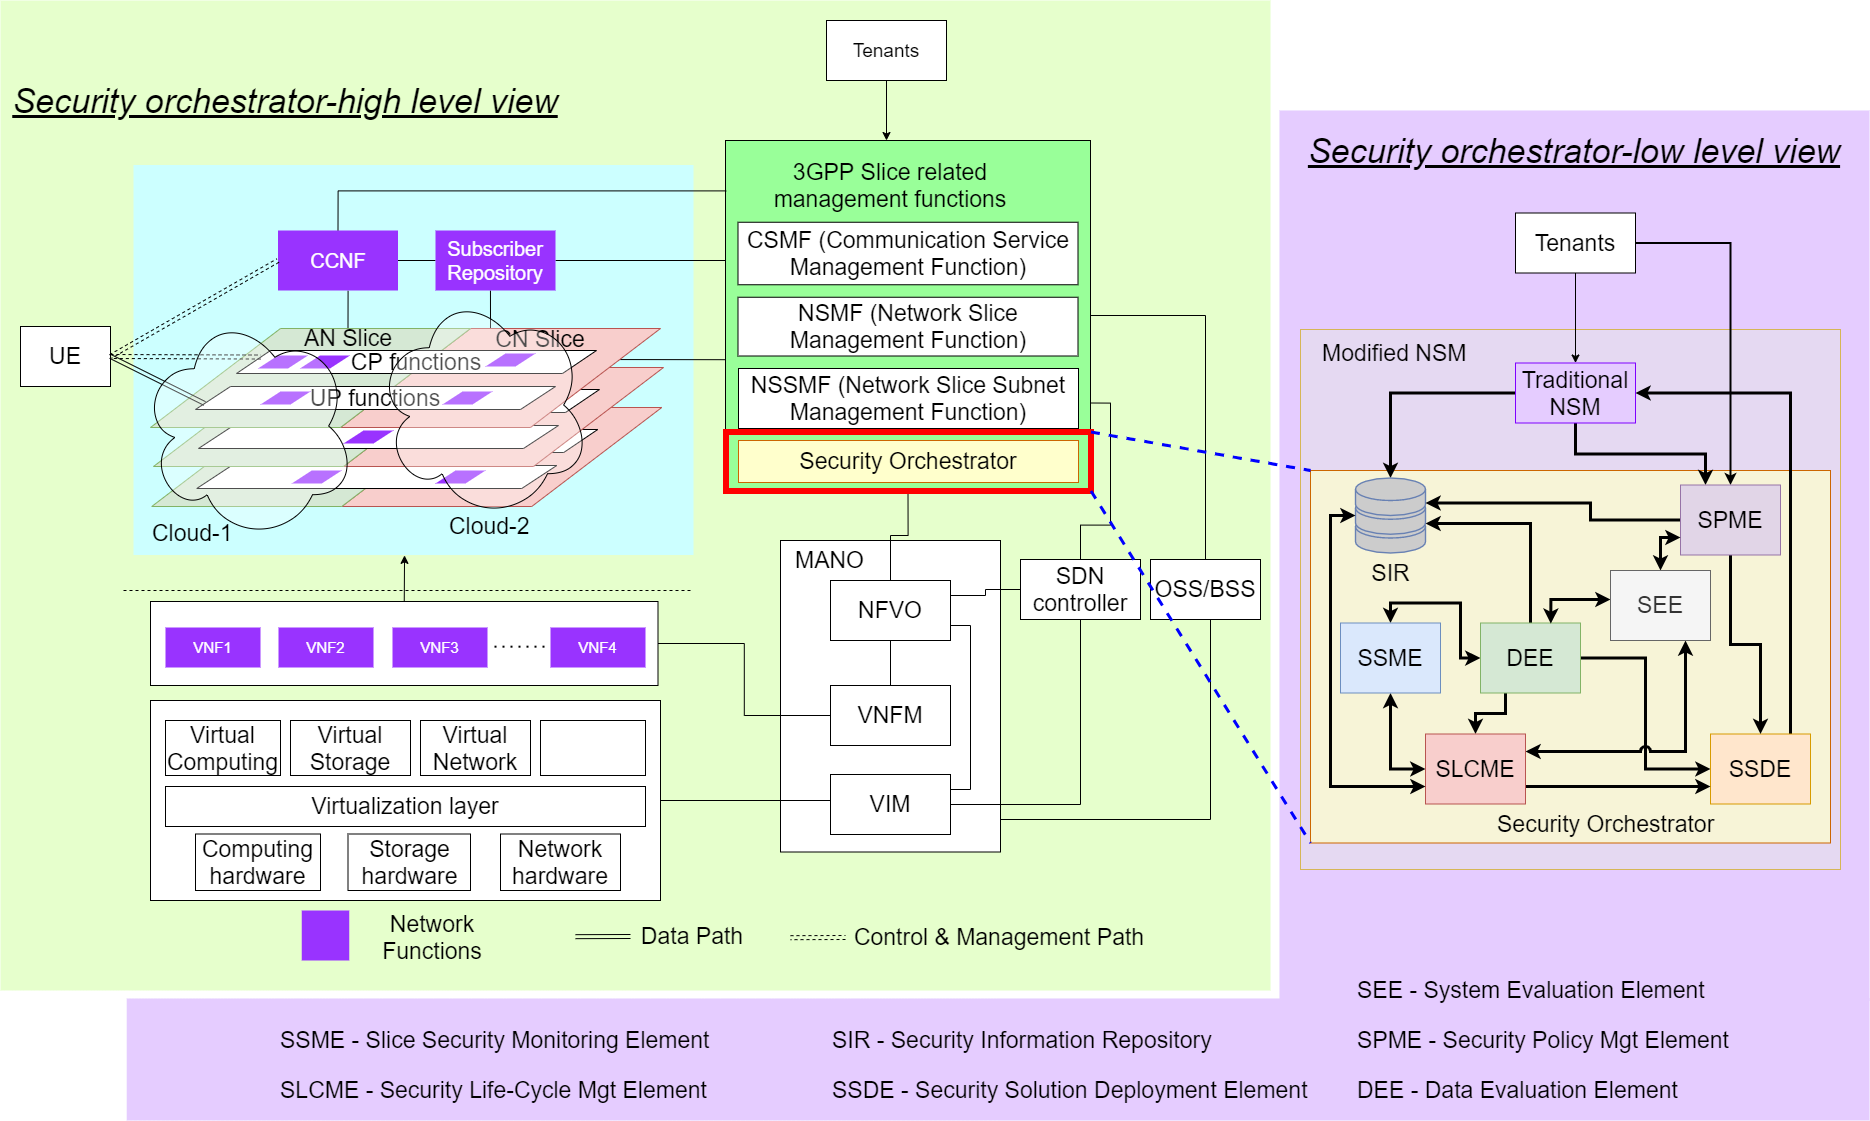 Tenants
Security orchestrator-high level view
3GPP Slice related
management functions
CSMF (Communication Service
Management Function)
NSMF (Network Slice
Management Function)
NSSMF (Network Slice Subnet
Management Function)
Security Orchestrator
CCNF
Subscriber
Repository
UE
AN Slice
CN Slice
CP functions
UP functions
Cloud-1
Cloud-2
MANO
NFVO
VNFM
VIM
SDN
controller
OSS/BSS
VNF1
VNF2
VNF3
VNF4
Virtual
Computing
Virtual
Storage
Virtual
Network
Virtualization layer
Computing
hardware
Storage
hardware
Network
hardware
Network
Functions
Data Path
Control & Management Path
Security orchestrator-low level view
Tenants
Modified NSM
Traditional
NSM
SIR
SPME
SEE
SSME
DEE
SLCME
SSDE
Security Orchestrator
SEE - System Evaluation Element
SSME - Slice Security Monitoring Element
SIR - Security Information Repository
SPME - Security Policy Mgt Element
SLCME - Security Life-Cycle Mgt Element
SSDE - Security Solution Deployment Element
DEE - Data Evaluation Element